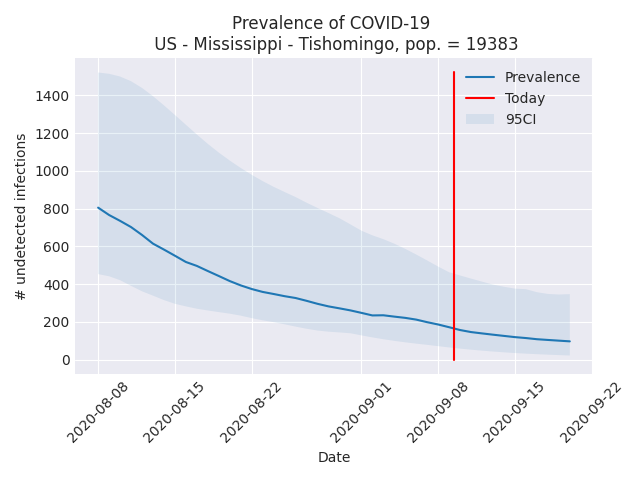 Prevalence of COVID-19
US - Mississippi - Tishomingo, pop. = 19383
Prevalence
Today
95CI
1400
1200
1000
800
600
400
200
0
# undetected infections
2020-08-08
2020-08-15
2020-08-22
2020-09-01
2020-09-08
2020-09-15
2020-09-22
Date